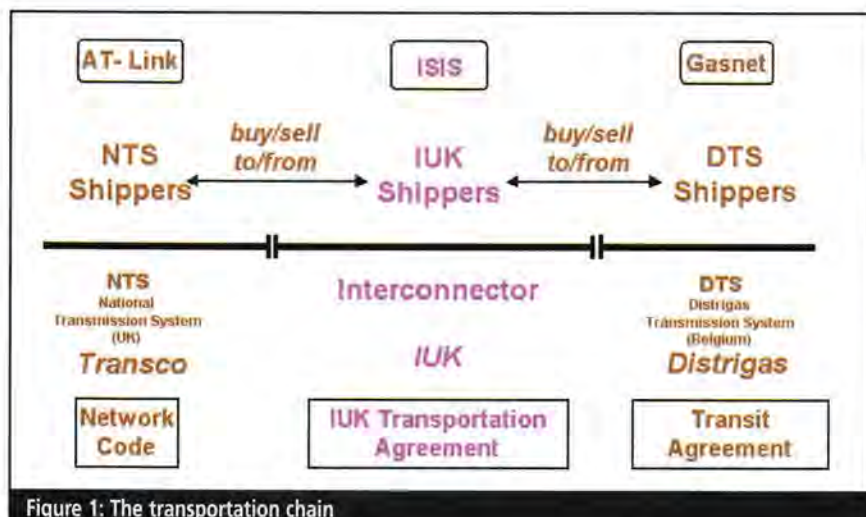 AT- Link
ISIS
Gasnet
NTS
Shippers
buy/sell
to/from
IUK
Shippers
buy/sell
to/from
DTS
Shippers
NTS
National
Transmission System
(UK)
Transco
Interconnector
IUK
DTS
Distrigas
Transmission System
(Belgium)
Distrigas
Network
Code
IUK Transportation
Agreement
Transit
Agreement
Figure 1: The transportation chain